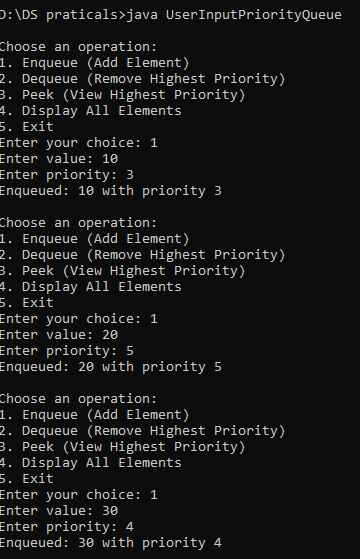 D:\DS praticals>java UserInputPriorityQueue

Choose an operation:
1. Enqueue (Add Element)
2. Dequeue (Remove Highest Priority)
3. Peek (View Highest Priority)
4. Display All Elements
5. Exit
Enter your choice: 1
Enter value: 10
Enter priority: 3
Enqueued: 10 with priority 3

Choose an operation:
1. Enqueue (Add Element)
2. Dequeue (Remove Highest Priority)
3. Peek (View Highest Priority)
4. Display All Elements
5. Exit
Enter your choice: 1
Enter value: 20
Enter priority: 5
Enqueued: 20 with priority 5

Choose an operation:
1. Enqueue (Add Element)
2. Dequeue (Remove Highest Priority)
3. Peek (View Highest Priority)
4. Display All Elements
5. Exit
Enter your choice: 1
Enter value: 30
Enter priority: 4
Enqueued: 30 with priority 4